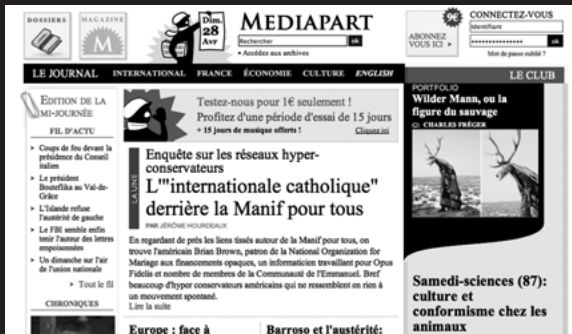 DOSSIERS
MAGAZINE
M
Dim.
28
Avr
MEDIAPART
Rechercher
ok
• Accédez aux archives
9€
ABONNEZ
VOUS ICI >
CONNECTEZ-VOUS
Identifiant
••••••••••••••
ok
Mot de passe oublié ?
LE JOURNAL INTERNATIONAL FRANCE ÉCONOMIE CULTURE ENGLISH
LE CLUB
EDITION DE LA
MI-JOURNÉE
FIL D'ACTU
Coups de feu devant la
présidence du Conseil
italien
Le président
Bouteflika au Val-de-
Grâce
L'Islande refuse
l'austérité de gauche
Le FBI semble enfin
tenir l'auteur des lettres
empoisonnées
Un dimanche sur l'air
de l'union nationale
> Tout le fil
CHRONIQUES
Testez-nous pour 1€ seulement !
Profitez d'une période d'essai de 15 jours
+ 15 jours de musique offerts !
Cliquez ici
LA UNE
Enquête sur les réseaux hyper-
conservateurs
L'"internationale catholique"
derrière la Manif pour tous
PAR JÉRÔME HOURDEAUX
En regardant de près les liens tissés autour de la Manif pour tous, on
trouve l'américain Brian Brown, patron de la National Organization for
Mariage aux financements opaques, un informaticien travaillant pour Opus
Fidelis et nombre de membres de la Communauté de l'Emmanuel. Bref
beaucoup d'hyper conservateurs américains qui ne ressemblent en rien à
un mouvement spontané.
Lire la suite
Europe : face à
Barroso et l'austérité:
PORTFOLIO
Wilder Mann, ou la
figure du sauvage
CHARLES FRÉGER
Samedi-sciences (87):
culture et
conformisme chez les
animaux